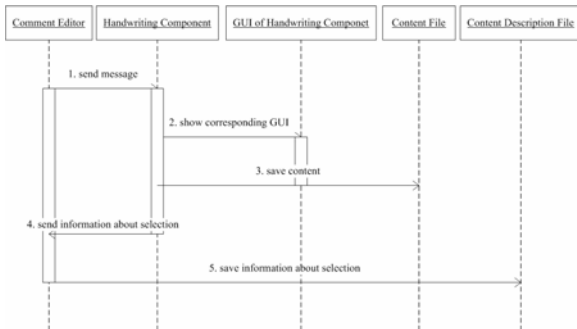 Comment Editor
Handwriting Component
GUI of Handwriting Componet
Content File
Content Description File
1. send message
2. show corresponding GUI
3. save content
4. send information about selection
5. save information about selection